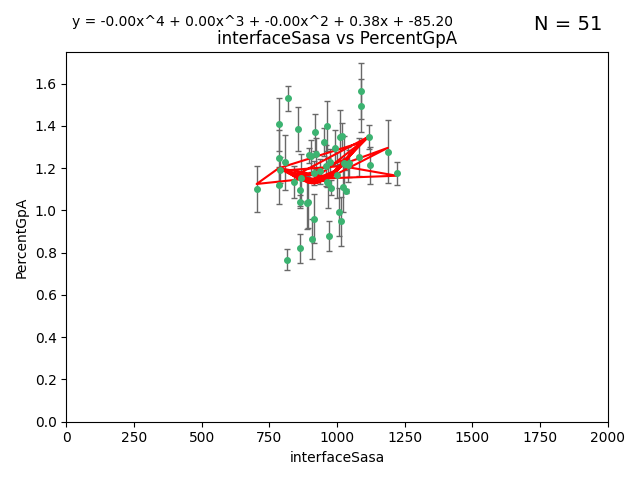 y = -0.00x^4 + 0.00x^3 + -0.00x^2 + 0.38x + -85.20
N = 51
interfaceSasa vs PercentGpA
PercentGpA
1.6
1.4
1.2
1.0
0.8
0.6
0.4
0.2
0.0
0 250 500 750 1000 1250 1500 1750 2000
interfaceSasa